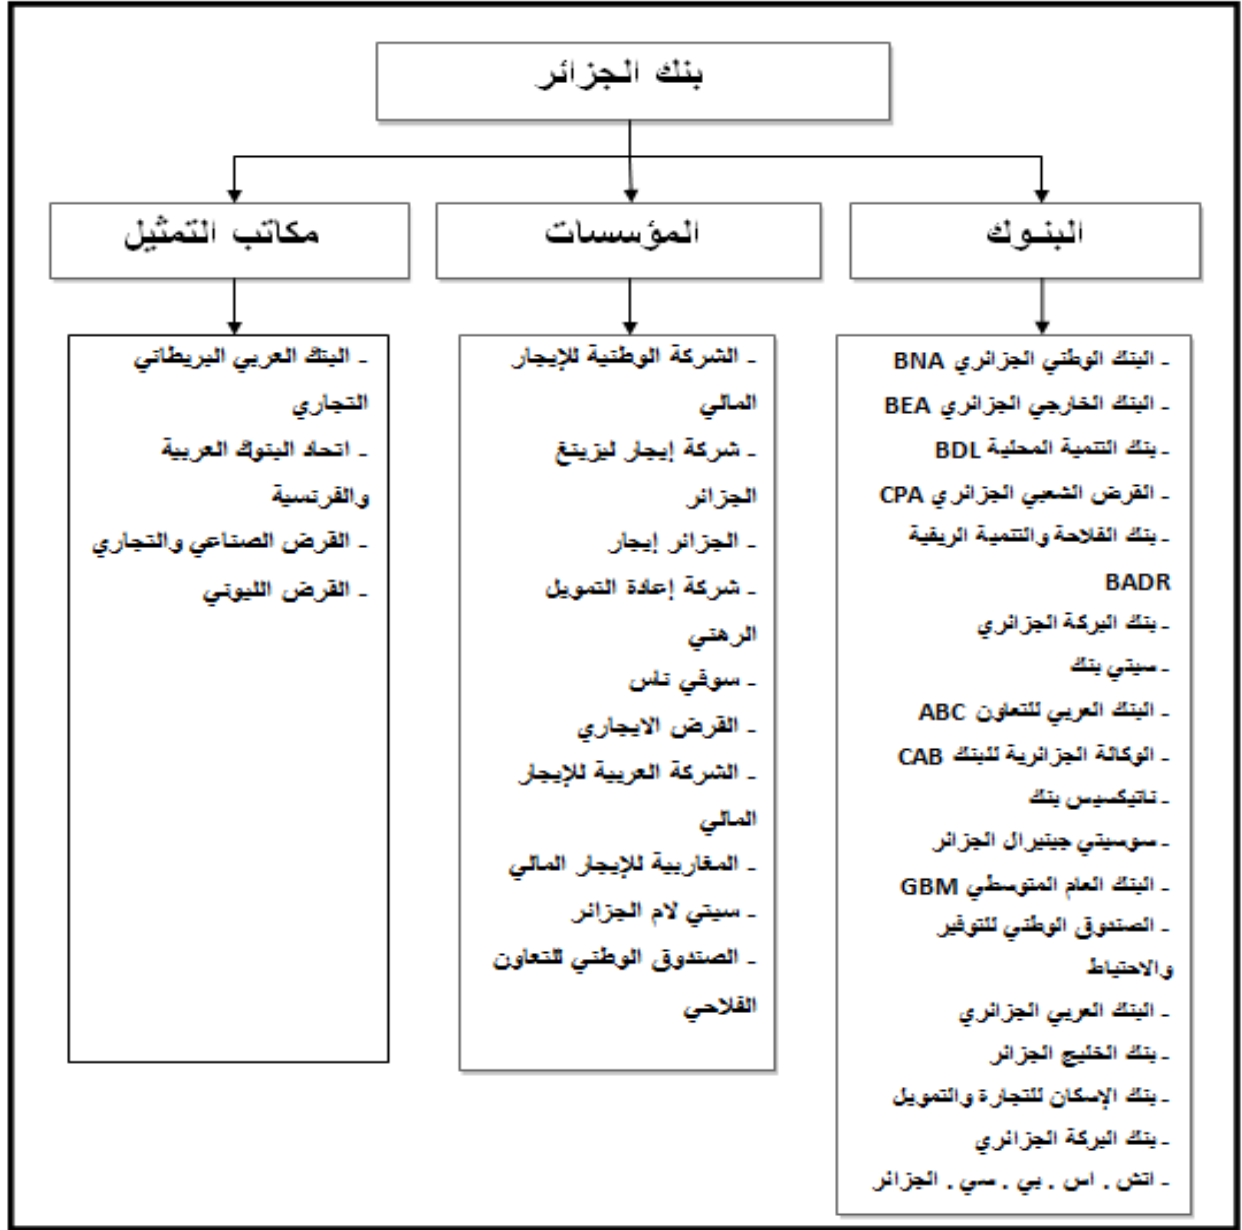 بنك الجزائر
البنـوك
المؤسسات
مكاتب التمثيل
- البنك الوطني الجزائري BNA
- البنك الخارجي الجزائري BEA
- بنك التنمية المحلية BDL
- القرض الشعبي الجزائري CPA
- بنك الفلاحة والتنمية الريفية
BADR
- بنك البركة الجزائري
- سيتي بنك
- البنك العربي للتعاون ABC
- الوكالة الجزائرية للبنك CAB
- ناتيكسيس بنك
- سوسيتي جينيرال الجزائر
- البنك العام المتوسطي GBM
- الصندوق الوطني للتوفير
والاحتياط
- البنك العربي الجزائري
- بنك الخليج الجزائر
- بنك الإسكان للتجارة والتمويل
- بنك البركة الجزائري
- اتش . اس . بي . سي . الجزائر
- الشركة الوطنية للإيجار
المالي
- شركة إيجار ليزينغ
الجزائر
- الجزائر إيجار
- شركة إعادة التمويل
الرهني
- سوفي ناس
- القرض الايجاري
- الشركة العربية للإيجار
المالي
- المغاربية للإيجار المالي
- سيتي لام الجزائر
- الصندوق الوطني للتعاون
الفلاحي
- البنك العربي البريطاني
التجاري
- اتحاد البنوك العربية
والفرنسية
- القرض الصناعي والتجاري
- القرض الليوني